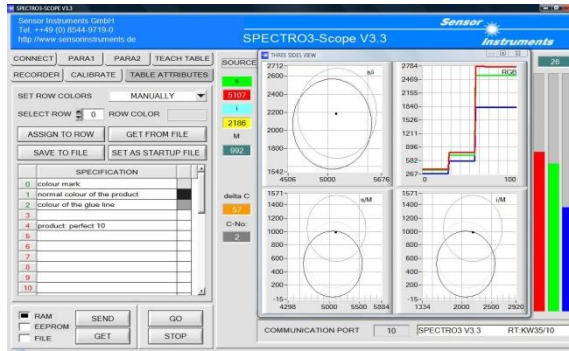 SPECTRO3-SCOPE V3.3
Sensor Instruments GmbH
Tel. ++49 (0) 8544-9719-0
http://www.sensorinstruments.de
SPECTRO3-Scope V3.3
Sensor
Instruments
CONNECT PARA1 PARA2 TEACH TABLE
RECORDER CALIBRATE TABLE ATTRIBUTES
SET ROW COLORS MANUALLY
SELECT ROW 0 ROW COLOR
ASSIGN TO ROW GET FROM FILE
SAVE TO FILE SET AS STARTUP FILE
SPECIFICATION
0 colour mark
1 normal colour of the product
2 colour of the glue line
3
4 product: perfect 10
5
6
7
8
9
10
RAM
EEPROM
FILE
SEND GO
GET STOP
SOURCE
s
5107
i
2186
M
992
delta C
57
C-No:
2
THREE SIDES VIEW
2712-
2600-
2400-
2200-
2000-
1800-
1542-
4506 5000 5676
s/i
2784-
2469-
2155-
1840-
1526-
1211-
896-
582-
267-
0 100
RGB
1571-
1400-
1200-
1000-
800-
600-
400-
200-
-15-
4296 5000 5500 5854
s/M
1571-
1400-
1200-
1000-
800-
600-
400-
200-
-15-
1334 2000 2500 2920
i/M
26
COMMUNICATION PORT 10 SPECTRO3 V3.3 RT:KW35/10